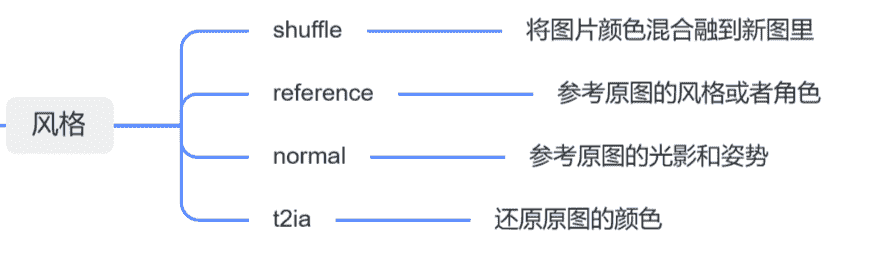 风格
shuffle 将图片颜色混合融到新图里
reference 参考原图的风格或者角色
normal 参考原图的光影和姿势
t2ia 还原原图的颜色